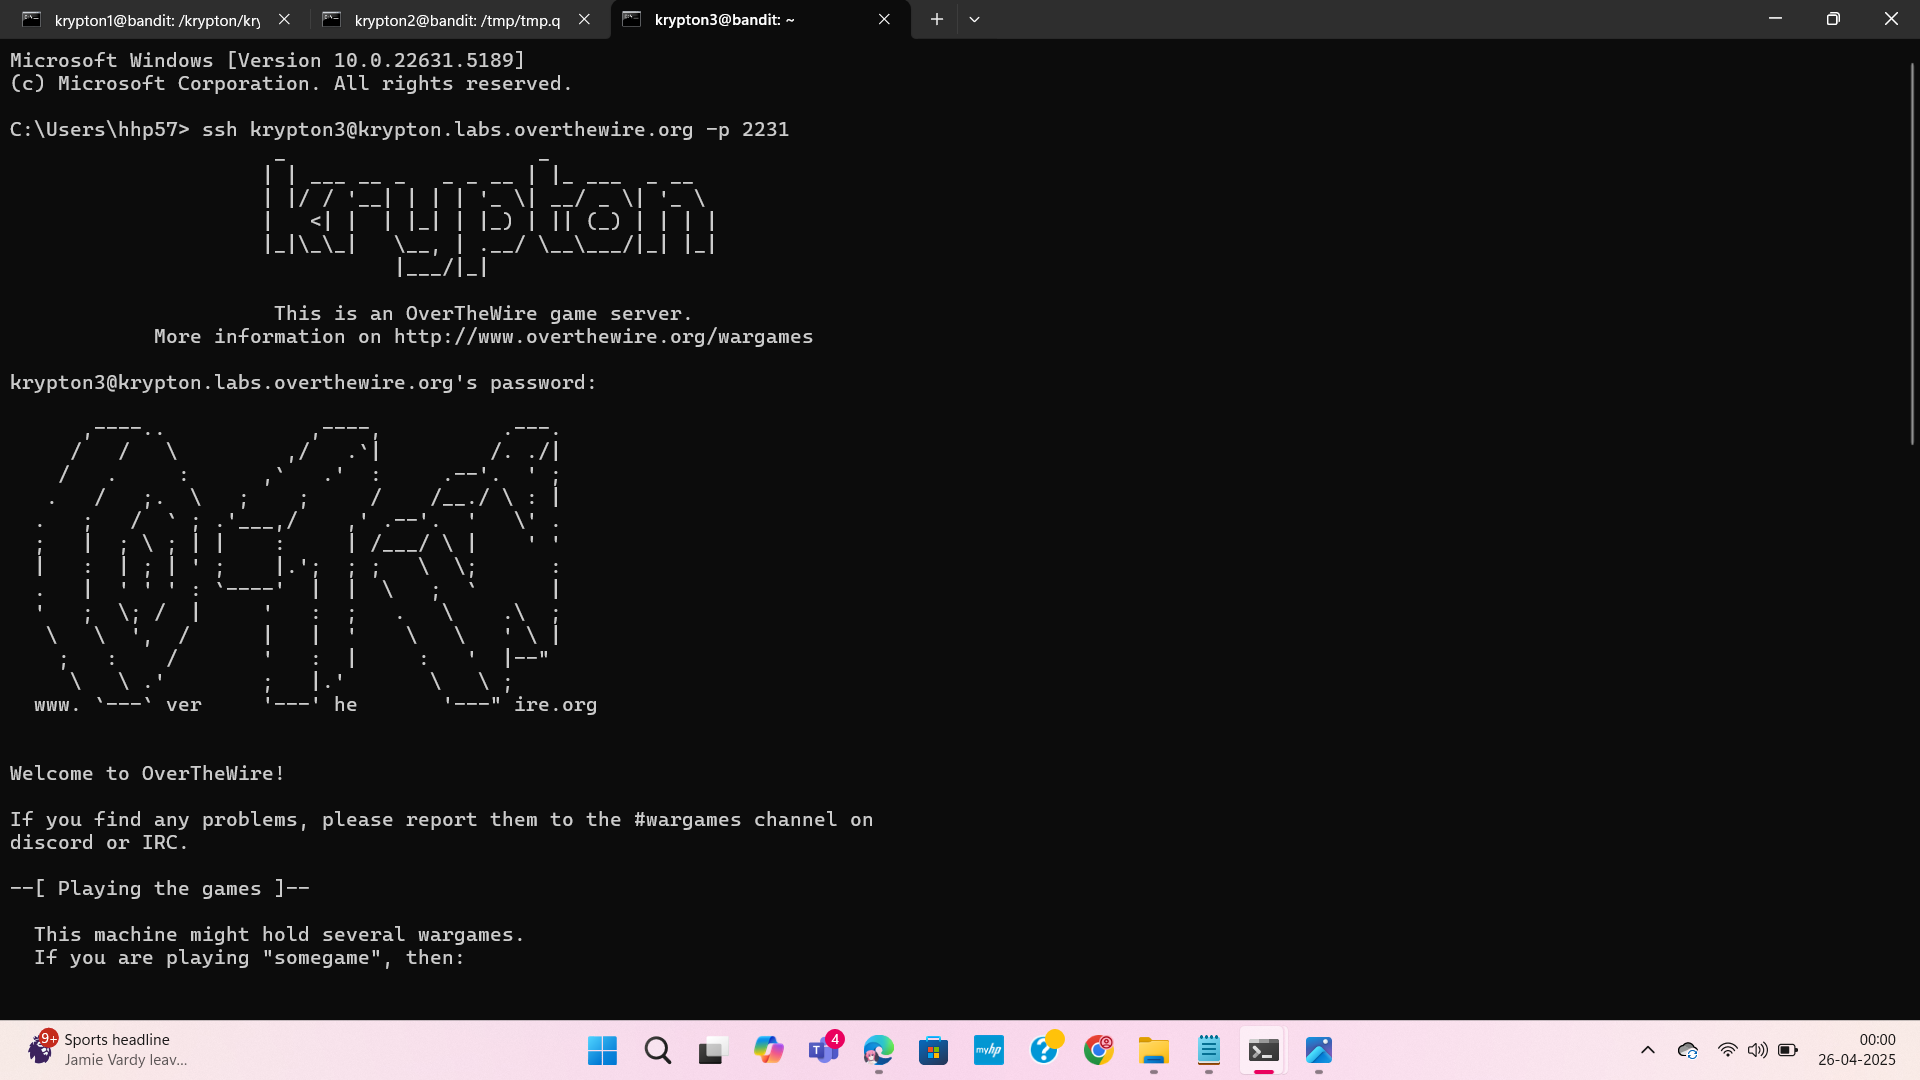 krypton1@bandit: /krypton/kry
krypton2@bandit: /tmp/tmp.q
krypton3@bandit: ~
Microsoft Windows [Version 10.0.22631.5189]
(c) Microsoft Corporation. All rights reserved.
C:\Users\hhp57> ssh krypton3@krypton.labs.overthewire.org -p 2231
krypton
This is an OverTheWire game server.
More information on http://www.overthewire.org/wargames
krypton3@krypton.labs.overthewire.org's password:
www. ver he ire.org
Welcome to OverTheWire!
If you find any problems, please report them to the #wargames channel on
discord or IRC.
--[ Playing the games ]--
This machine might hold several wargames.
If you are playing "somegame", then:
9+
Sports headline
Jamie Vardy leav...
T
4
myhp
?
00:00
26-04-2025